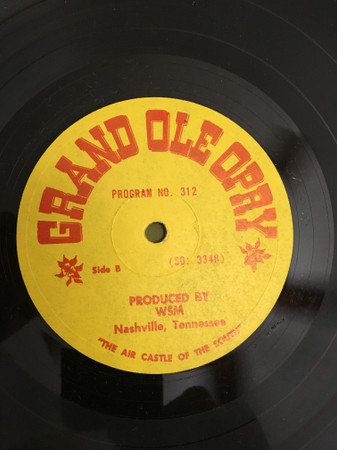 GRAND OLE OPRY
PROGRAM NO. 312
Side B (SD: 3348)
PRODUCED BY
WSM
Nashville, Tennessee
"THE AIR CASTLE OF THE SOUTH"